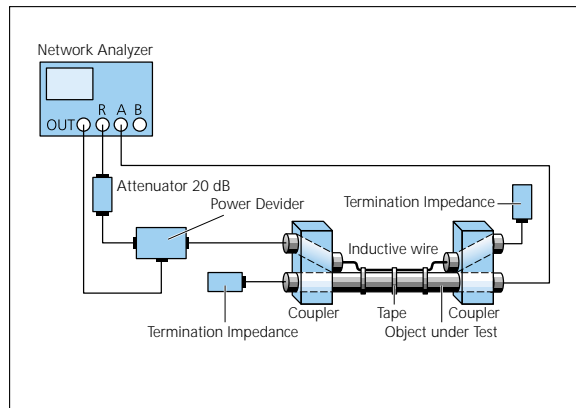 Network Analyzer
R A B
OUT
Attenuator 20 dB
Power Devider
Termination Impedance
Inductive wire
Termination Impedance
Coupler
Tape
Coupler
Object under Test